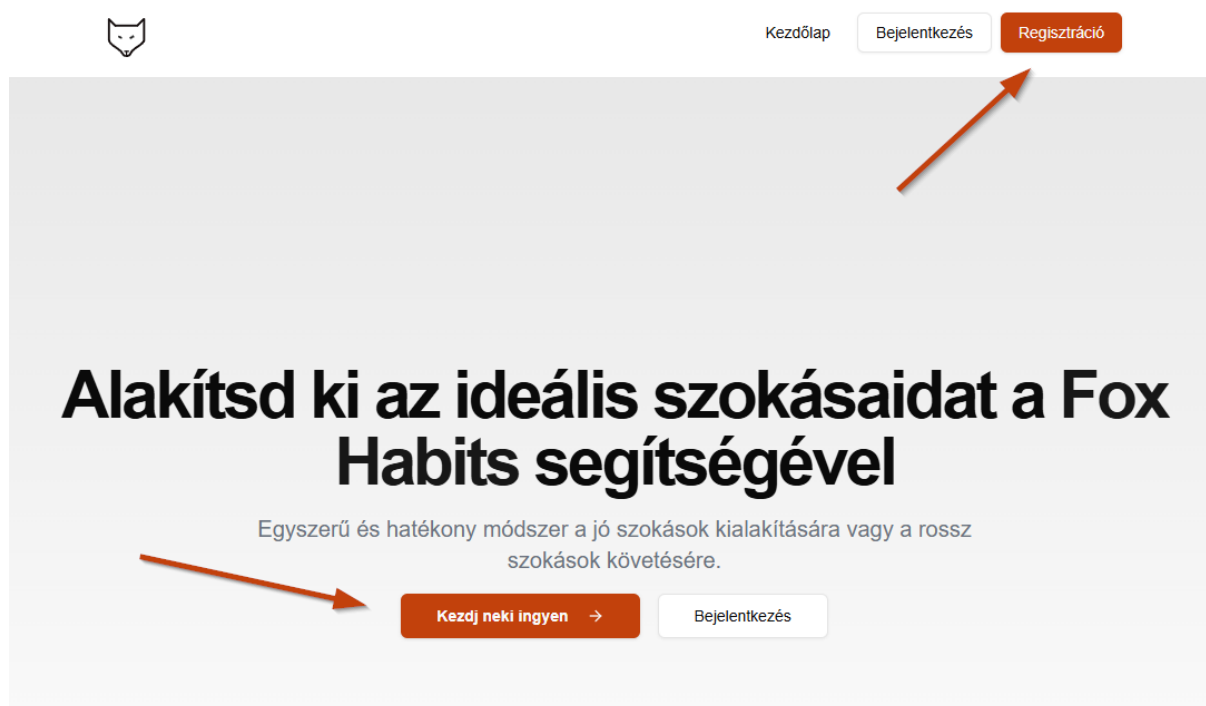 Kezdőlap
Bejelentkezés
Regisztráció
Alakítsd ki az ideális szokásaidat a Fox
Habits segítségével
Egyszerű és hatékony módszer a jó szokások kialakítására vagy a rossz
szokások követésére.
Kezdj neki ingyen →
Bejelentkezés